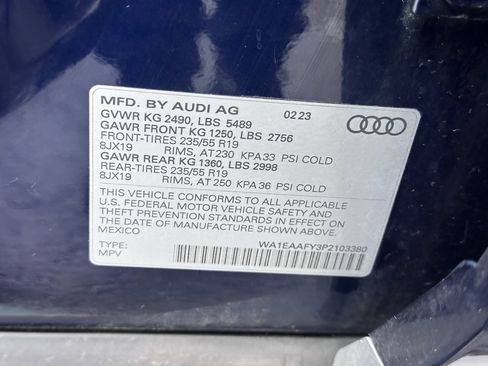 MFD. BY AUDI AG 02 23
GVWR KG 2490, LBS 5489
GAWR FRONT KG 1250, LBS 2756
FRONT-TIRES 235/55 R19
8JX19 RIMS, AT 230 KPA 33 PSI COLD
GAWR REAR KG 1360, LBS 2998
REAR-TIRES 235/55 R19
8JX19 RIMS, AT 250 KPA 36 PSI COLD
THIS VEHICLE CONFORMS TO ALL APPLICABLE
U.S. FEDERAL MOTOR VEHICLE SAFETY AND
THEFT PREVENTION STANDARDS IN EFFECT ON
THE DATE OF MANUFACTURE SHOWN ABOVE.
MEXICO
TYPE: WA1EAAFY3P2103380
MPV